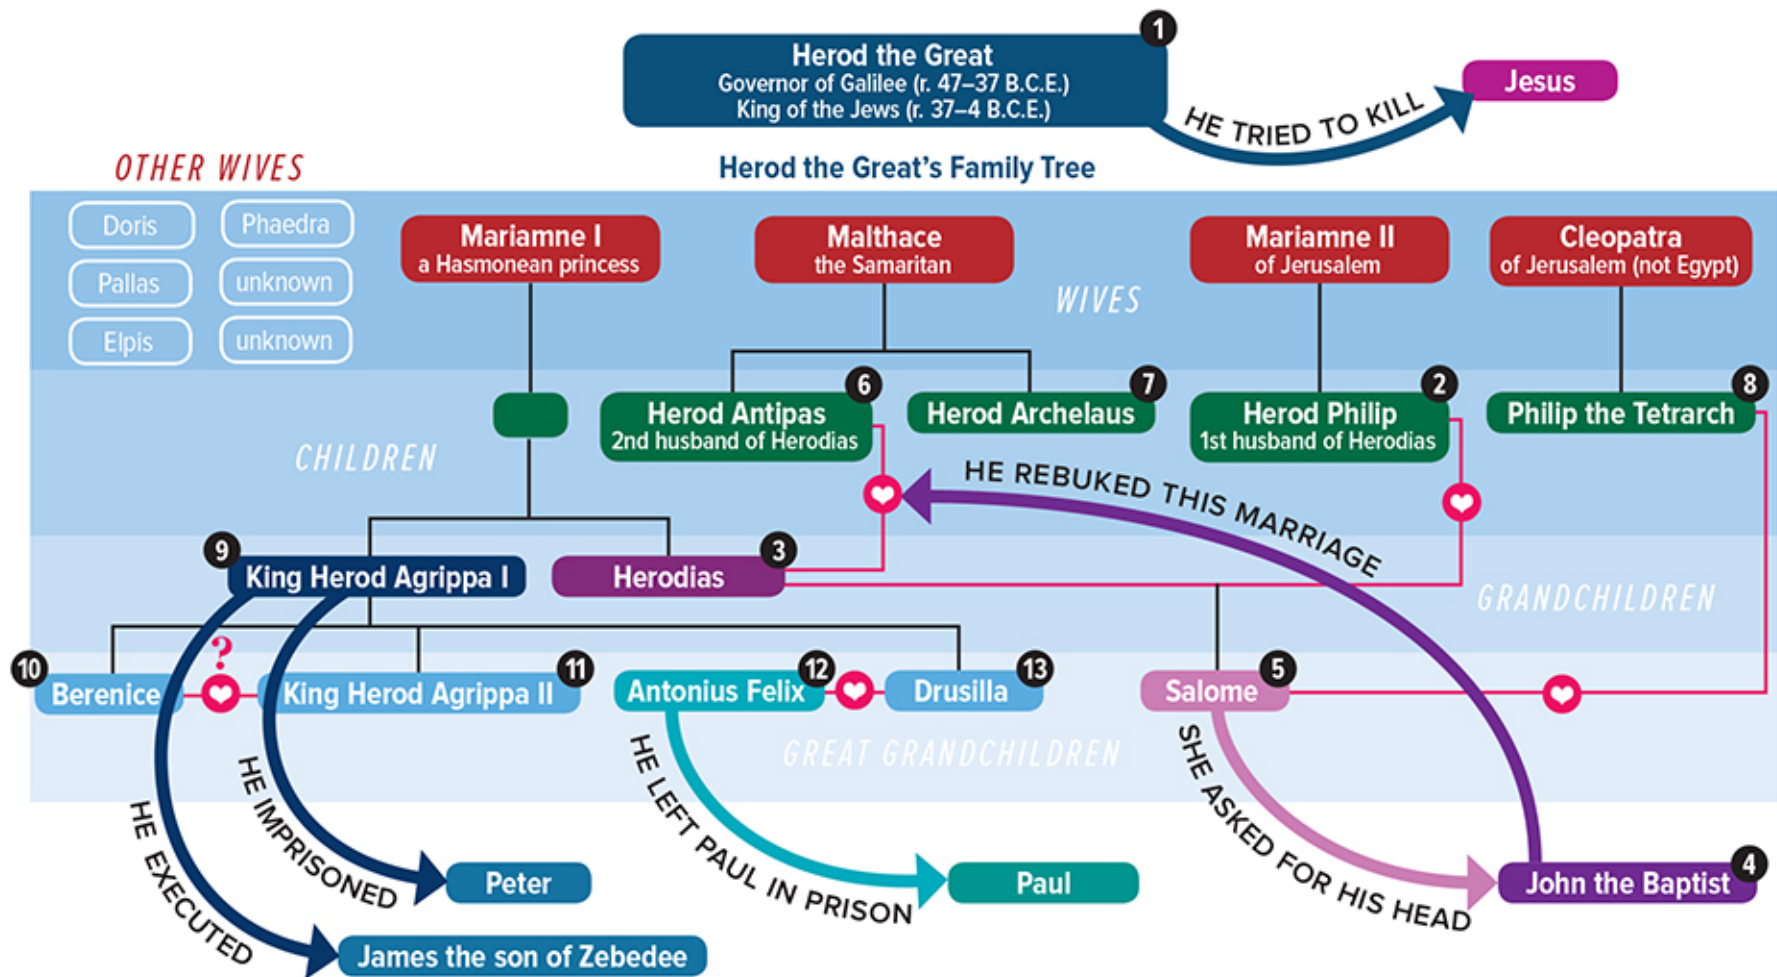 1
Herod the Great
Governor of Galilee (r. 47–37 B.C.E.)
King of the Jews (r. 37–4 B.C.E.)
Jesus
HE TRIED TO KILL
OTHER WIVES
Herod the Great's Family Tree
Doris
Phaedra
Pallas
unknown
Elpis
unknown
Mariamne I
a Hasmonean princess
Malthace
the Samaritan
Mariamne II
of Jerusalem
Cleopatra
of Jerusalem (not Egypt)
WIVES
6
Herod Antipas
2nd husband of Herodias
7
Herod Archelaus
2
Herod Philip
1st husband of Herodias
8
Philip the Tetrarch
CHILDREN
HE REBUKED THIS MARRIAGE
9
King Herod Agrippa I
3
Herodias
GRANDCHILDREN
10
Berenice
?
11
King Herod Agrippa II
12
Antonius Felix
13
Drusilla
5
Salome
GREAT GRANDCHILDREN
HE EXECUTED
HE IMPRISONED
HE LEFT PAUL IN PRISON
SHE ASKED FOR HIS HEAD
Peter
Paul
4
John the Baptist
James the son of Zebedee